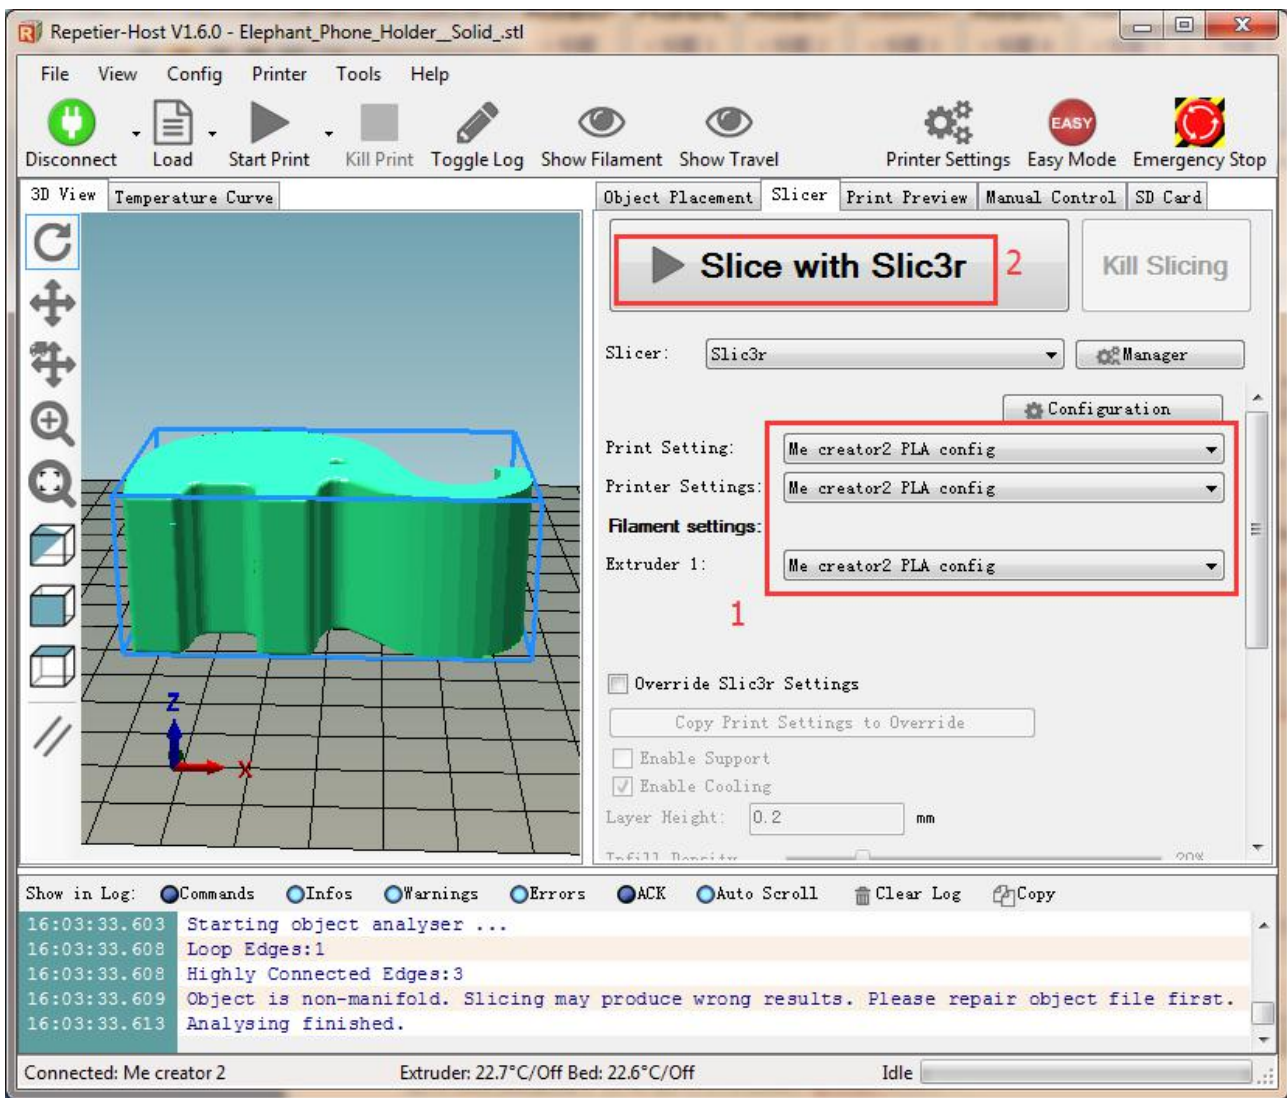 Repetier-Host V1.6.0 - Elephant_Phone_Holder__Solid_.stl
File View Config Printer Tools Help
EASY
Disconnect Load Start Print Kill Print Toggle Log Show Filament Show Travel Printer Settings Easy Mode Emergency Stop
3D View Temperature Curve
Object Placement Slicer Print Preview Manual Control SD Card
Slice with Slic3r 2 Kill Slicing
Slicer: Slic3r Manager
Configuration
Print Setting: Me creator2 PLA config
Printer Settings: Me creator2 PLA config
Filament settings:
Extruder 1: Me creator2 PLA config
1
Override Slic3r Settings
Copy Print Settings to Override
Enable Support
Enable Cooling
Layer Height: 0.2 mm
Infill Density 20%
Z
X
Show in Log: Commands Infos Warnings Errors ACK Auto Scroll Clear Log Copy
16:03:33.603 Starting object analyser ...
16:03:33.608 Loop Edges:1
16:03:33.608 Highly Connected Edges:3
16:03:33.609 Object is non-manifold. Slicing may produce wrong results. Please repair object file first.
16:03:33.613 Analysing finished.
Connected: Me creator 2 Extruder: 22.7°C/Off Bed: 22.6°C/Off Idle